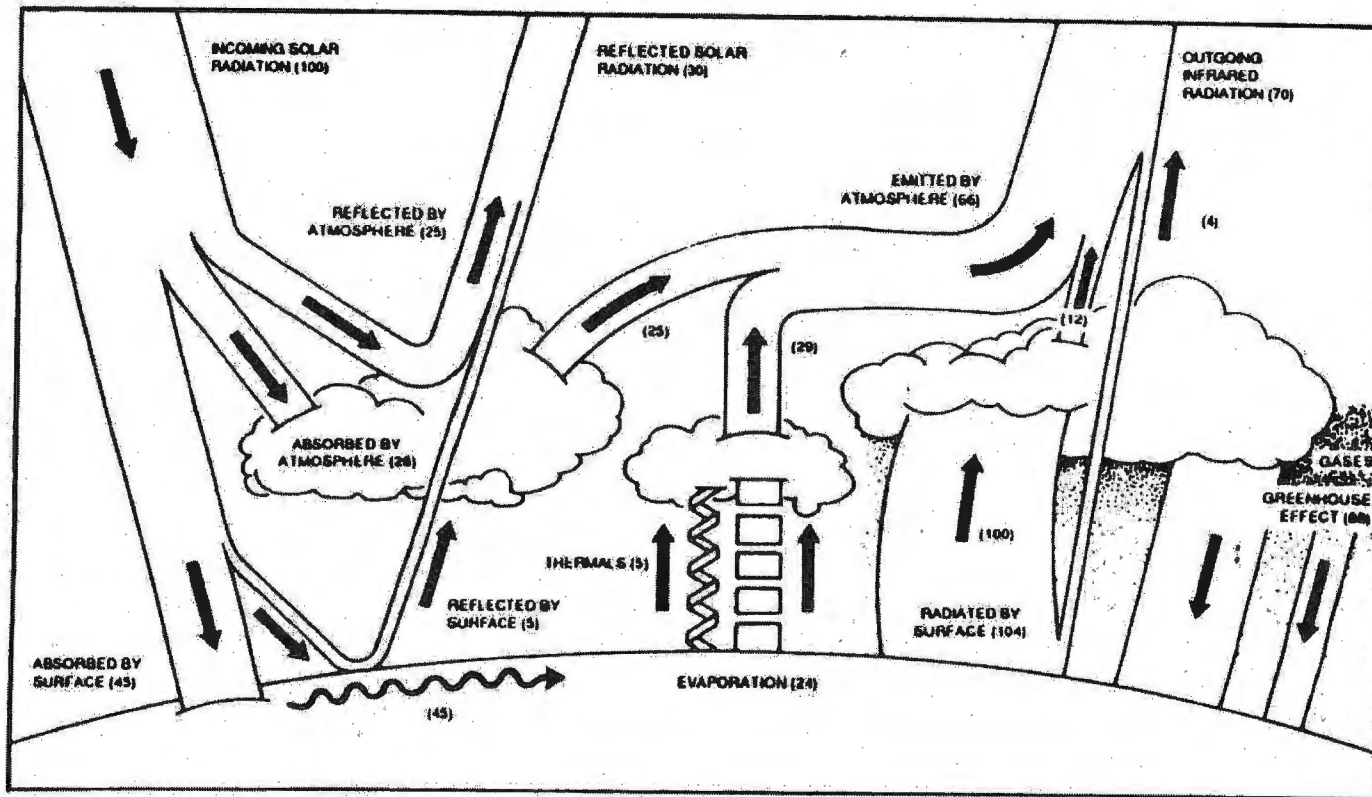 INCOMING SOLAR
RADIATION (100)
REFLECTED SOLAR
RADIATION (30)
OUTGOING
INFRARED
RADIATION (70)
REFLECTED BY
ATMOSPHERE (25)
EMITTED BY
ATMOSPHERE (66)
(4)
(25)
(29)
(12)
ABSORBED BY
ATMOSPHERE
GASES
GREENHOUSE
EFFECT (88)
(100)
THERMALS (5)
REFLECTED BY
SURFACE (5)
RADIATED BY
SURFACE (104)
ABSORBED BY
SURFACE (45)
EVAPORATION (24)
(45)